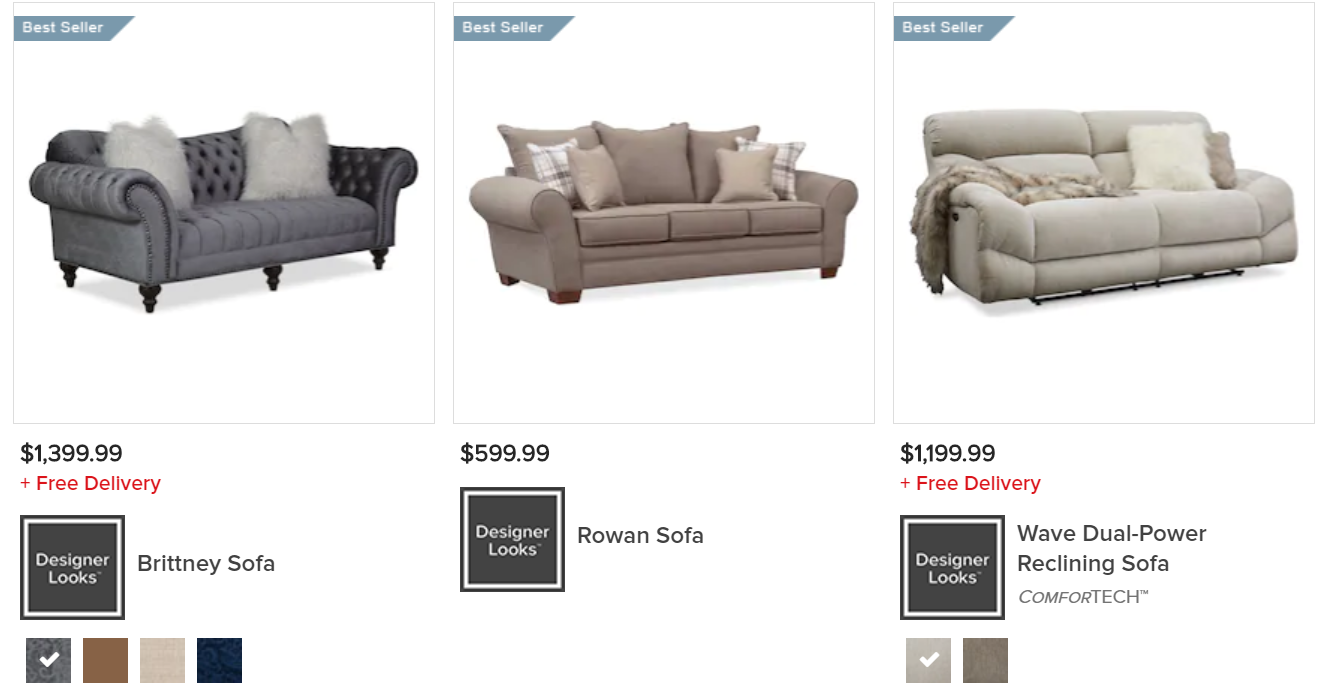 Best Seller
Best Seller
Best Seller
$1,399.99
+ Free Delivery
Designer
Looks™
Brittney Sofa
$599.99
Designer
Looks™
Rowan Sofa
$1,199.99
+ Free Delivery
Designer
Looks™
Wave Dual-Power
Reclining Sofa
COMFORTECH™